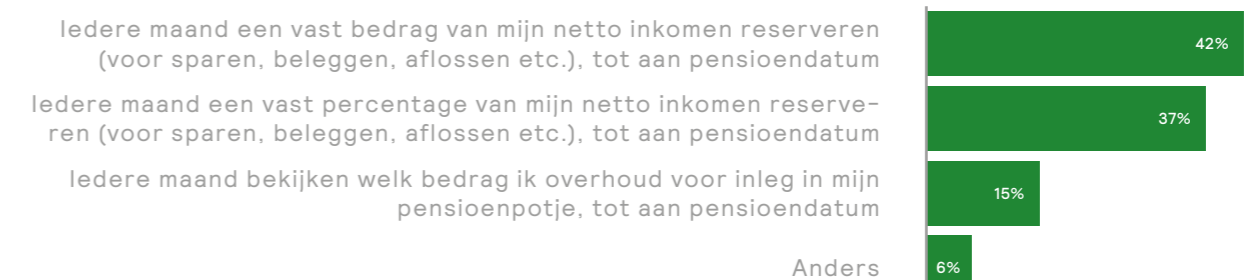 Iedere maand een vast bedrag van mijn netto inkomen reserveren
(voor sparen, beleggen, aflossen etc.), tot aan pensioendatum
42%
Iedere maand een vast percentage van mijn netto inkomen reserve-
ren (voor sparen, beleggen, aflossen etc.), tot aan pensioendatum
37%
Iedere maand bekijken welk bedrag ik overhoud voor inleg in mijn
pensioenpotje, tot aan pensioendatum
15%
Anders
6%